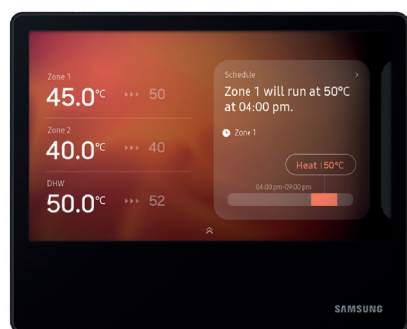 Zone 1
45.0°C ▸▸▸ 50
Zone 2
40.0°C ▸▸▸ 40
DHW
50.0°C ▸▸▸ 52
Schedule >
Zone 1 will run at 50°C
at 04:00 pm.
Zone 1
Heat | 50°C
04:00 pm-09:00 pm
SAMSUNG